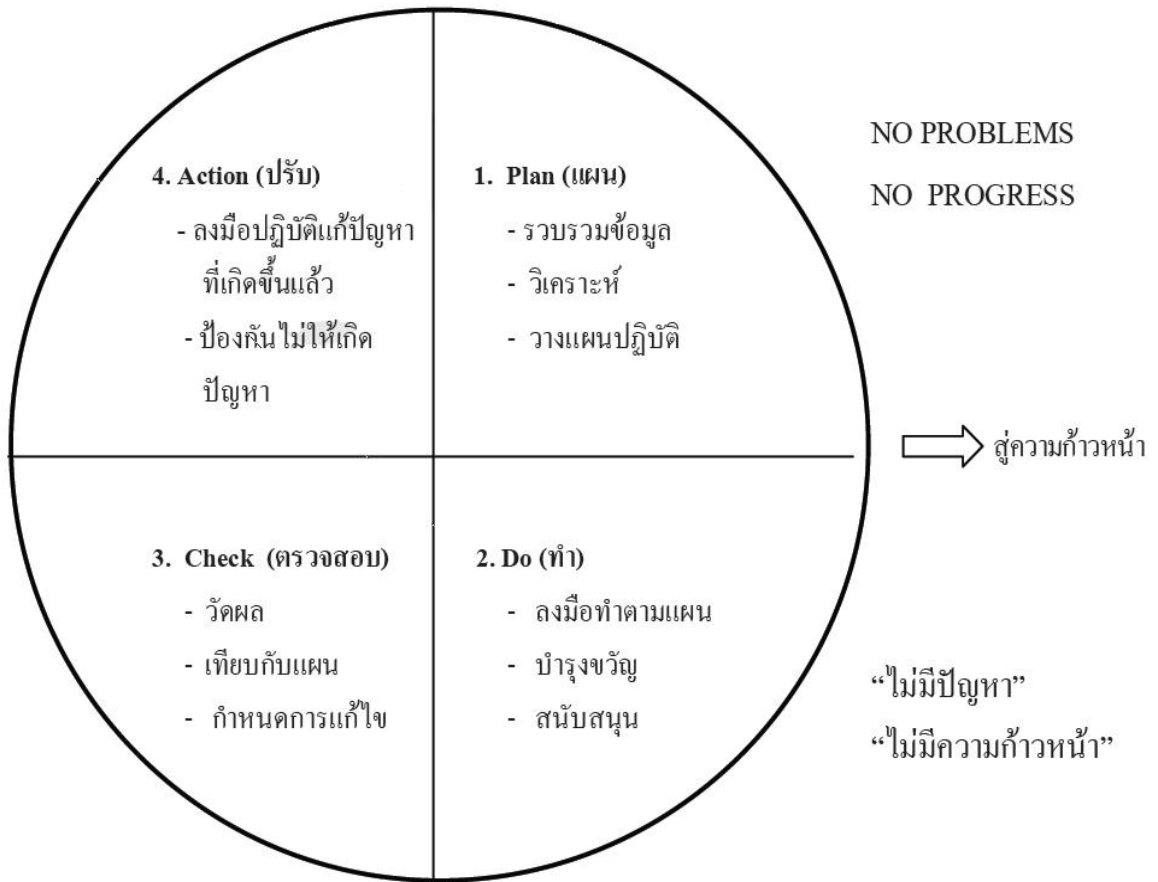 4. Action (ปรับ)
- ลงมือปฏิบัติแก้ปัญหา
ที่เกิดขึ้นแล้ว
- ป้องกันไม่ให้เกิด
ปัญหา
1. Plan (แผน)
- รวบรวมข้อมูล
- วิเคราะห์
- วางแผนปฏิบัติ
3. Check (ตรวจสอบ)
- วัดผล
- เทียบกับแผน
- กำหนดการแก้ไข
2. Do (ทำ)
- ลงมือทำตามแผน
- บำรุงขวัญ
- สนับสนุน
NO PROBLEMS
NO PROGRESS
สู่ความก้าวหน้า
“ไม่มีปัญหา”
“ไม่มีความก้าวหน้า”